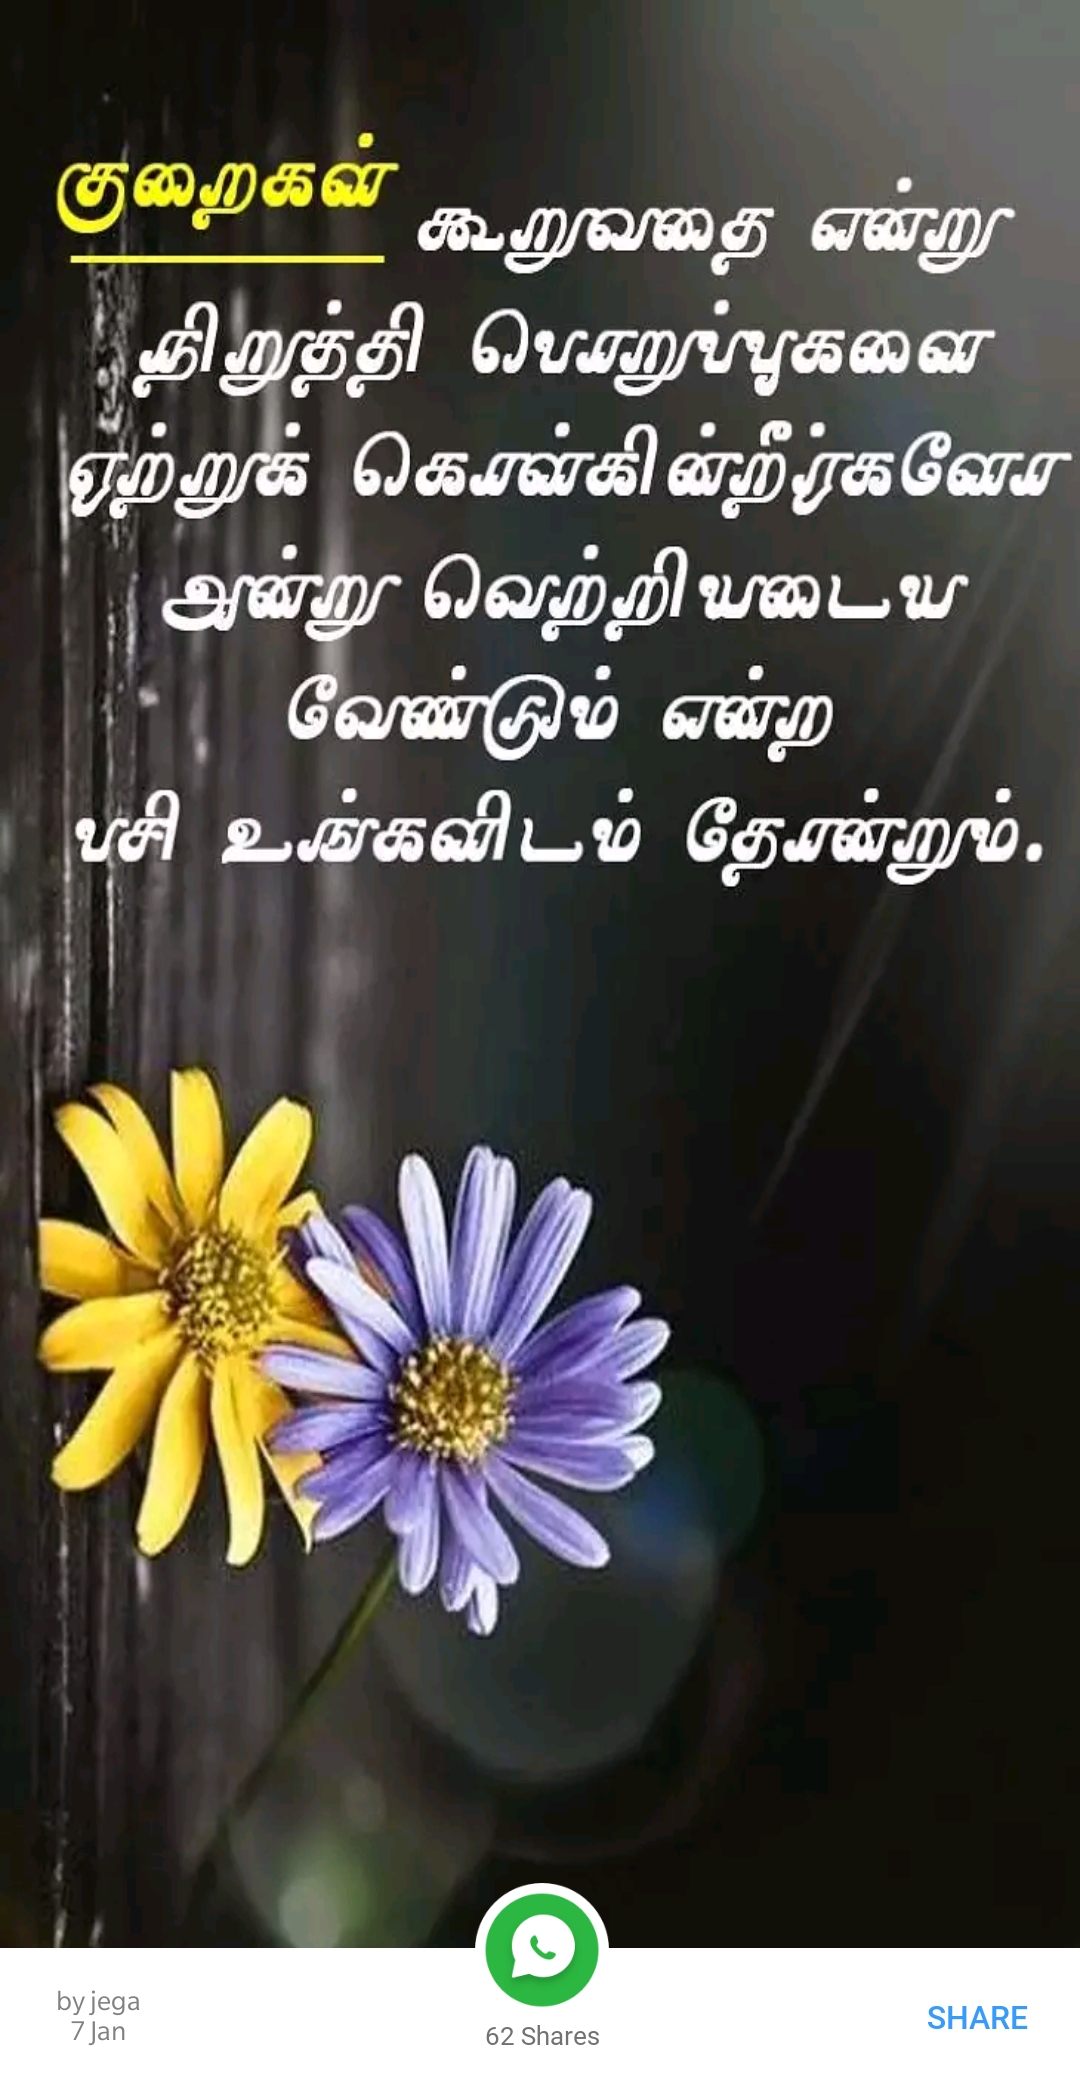 குறைகள் கூறுவதை என்று
நிறுத்தி பொறுப்புகளை
ஏற்றுக் கொள்கின்றீர்களோ
அன்று வெற்றியடைய
வேண்டும் என்ற
பசி உங்களிடம் தோன்றும்.
by jega
7 Jan
62 Shares
SHARE